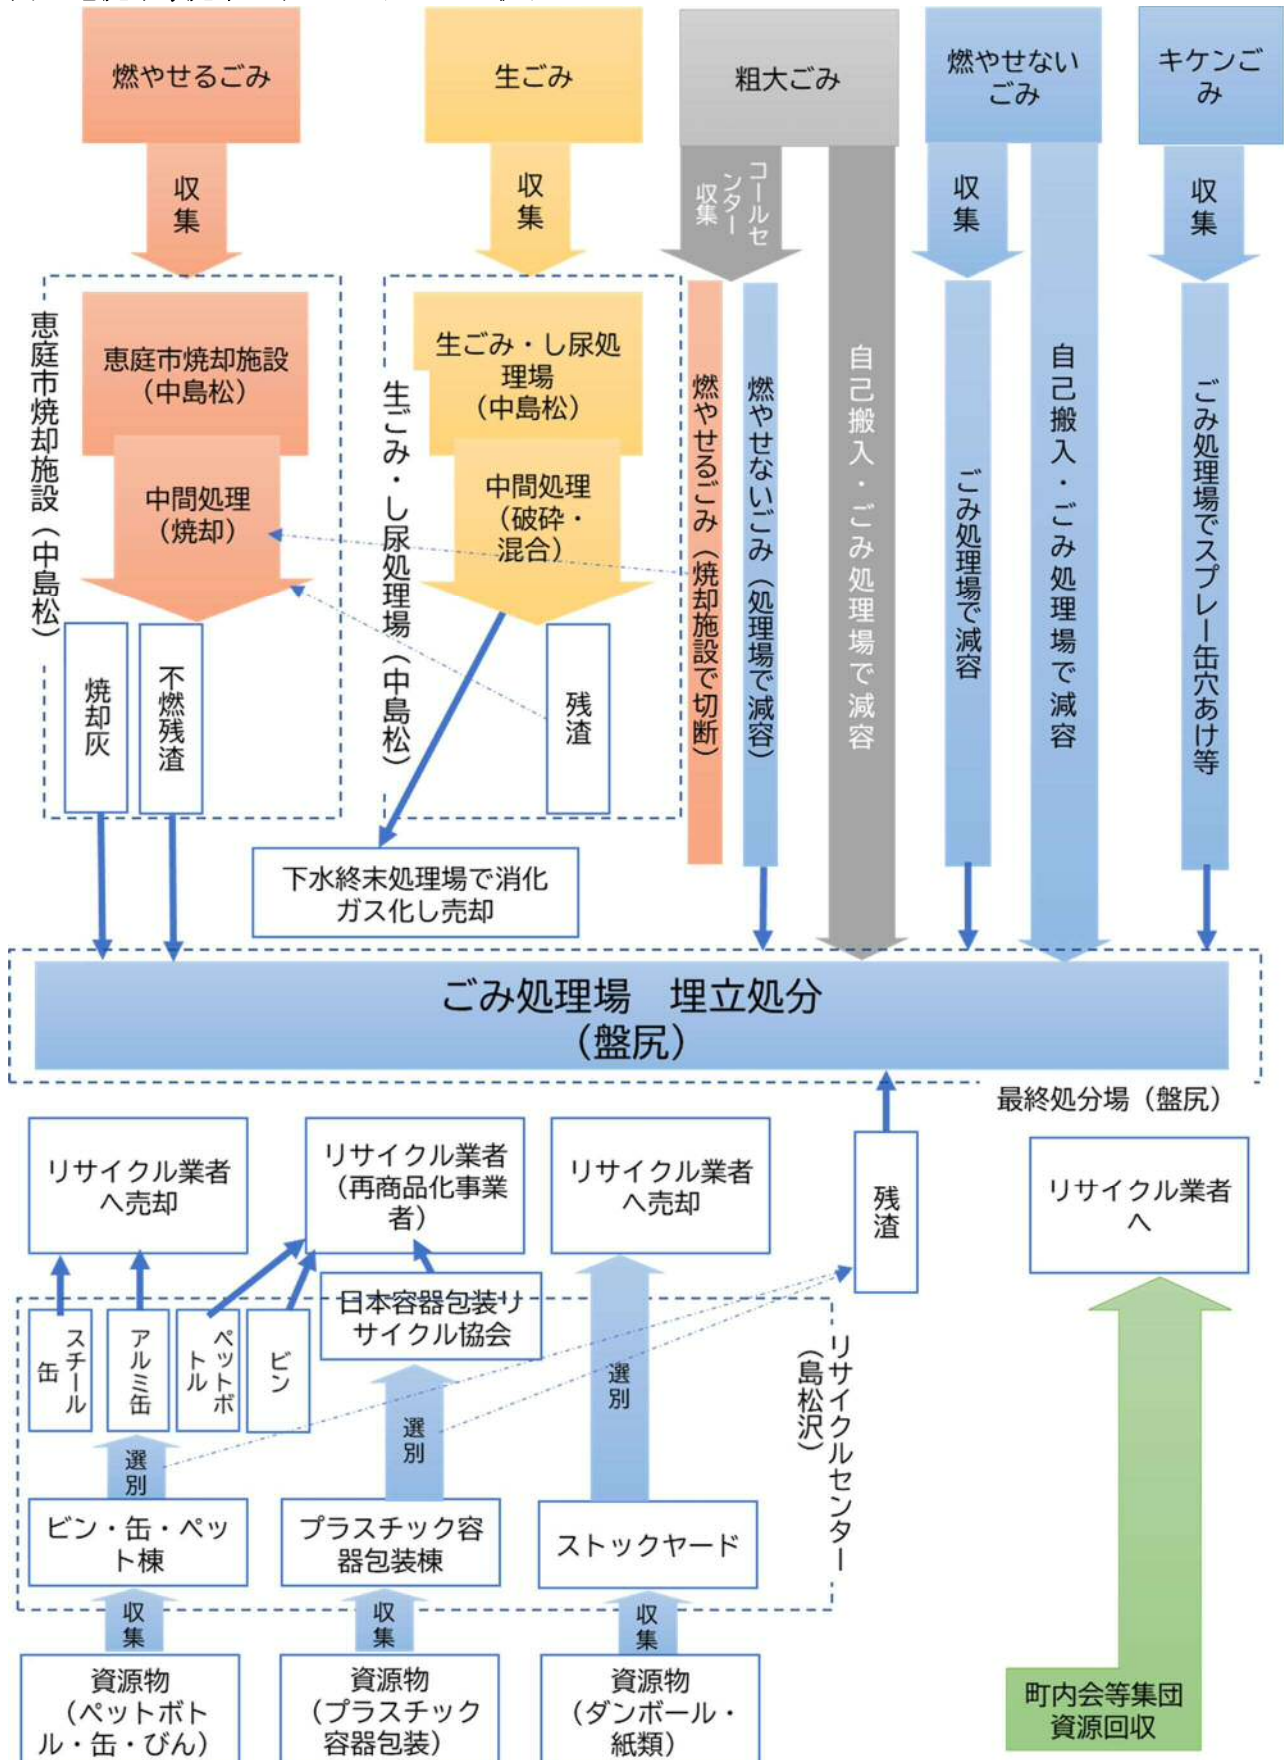 燃やせるごみ
生ごみ
粗大ごみ
燃やせない
ごみ
キケンご
み
収
集
収
集
コールセ
ンター
収集
収
集
収
集
恵庭市焼却施設（中島松）
恵庭市焼却施設
（中島松）
中間処理
（焼却）
焼却灰
不燃残渣
生ごみ・し尿処理場（中島松）
生ごみ・し尿処
理場
（中島松）
中間処理
（破砕・
混合）
残渣
下水終末処理場で消化
ガス化し売却
燃やせるごみ（焼却施設で切断）
燃やせないごみ（処理場で減容）
自己搬入・ごみ処理場で減容
ごみ処理場で減容
自己搬入・ごみ処理場で減容
ごみ処理場でスプレー缶穴あけ等
ごみ処理場　埋立処分
（盤尻）
最終処分場（盤尻）
リサイクル業者
へ売却
リサイクル業者
（再商品化事業
者）
リサイクル業者
へ売却
残渣
リサイクル業者
へ
スチール
缶
アルミ缶
ペットボ
トル
ビン
日本容器包装リ
サイクル協会
選
別
選
別
選
別
リサイクルセンター
（島松沢）
ビン・缶・ペッ
ト棟
プラスチック容
器包装棟
ストックヤード
収
集
収
集
収
集
資源物
（ペットボト
ル・缶・びん）
資源物
（プラスチック
容器包装）
資源物
（ダンボール・
紙類）
町内会等集団
資源回収